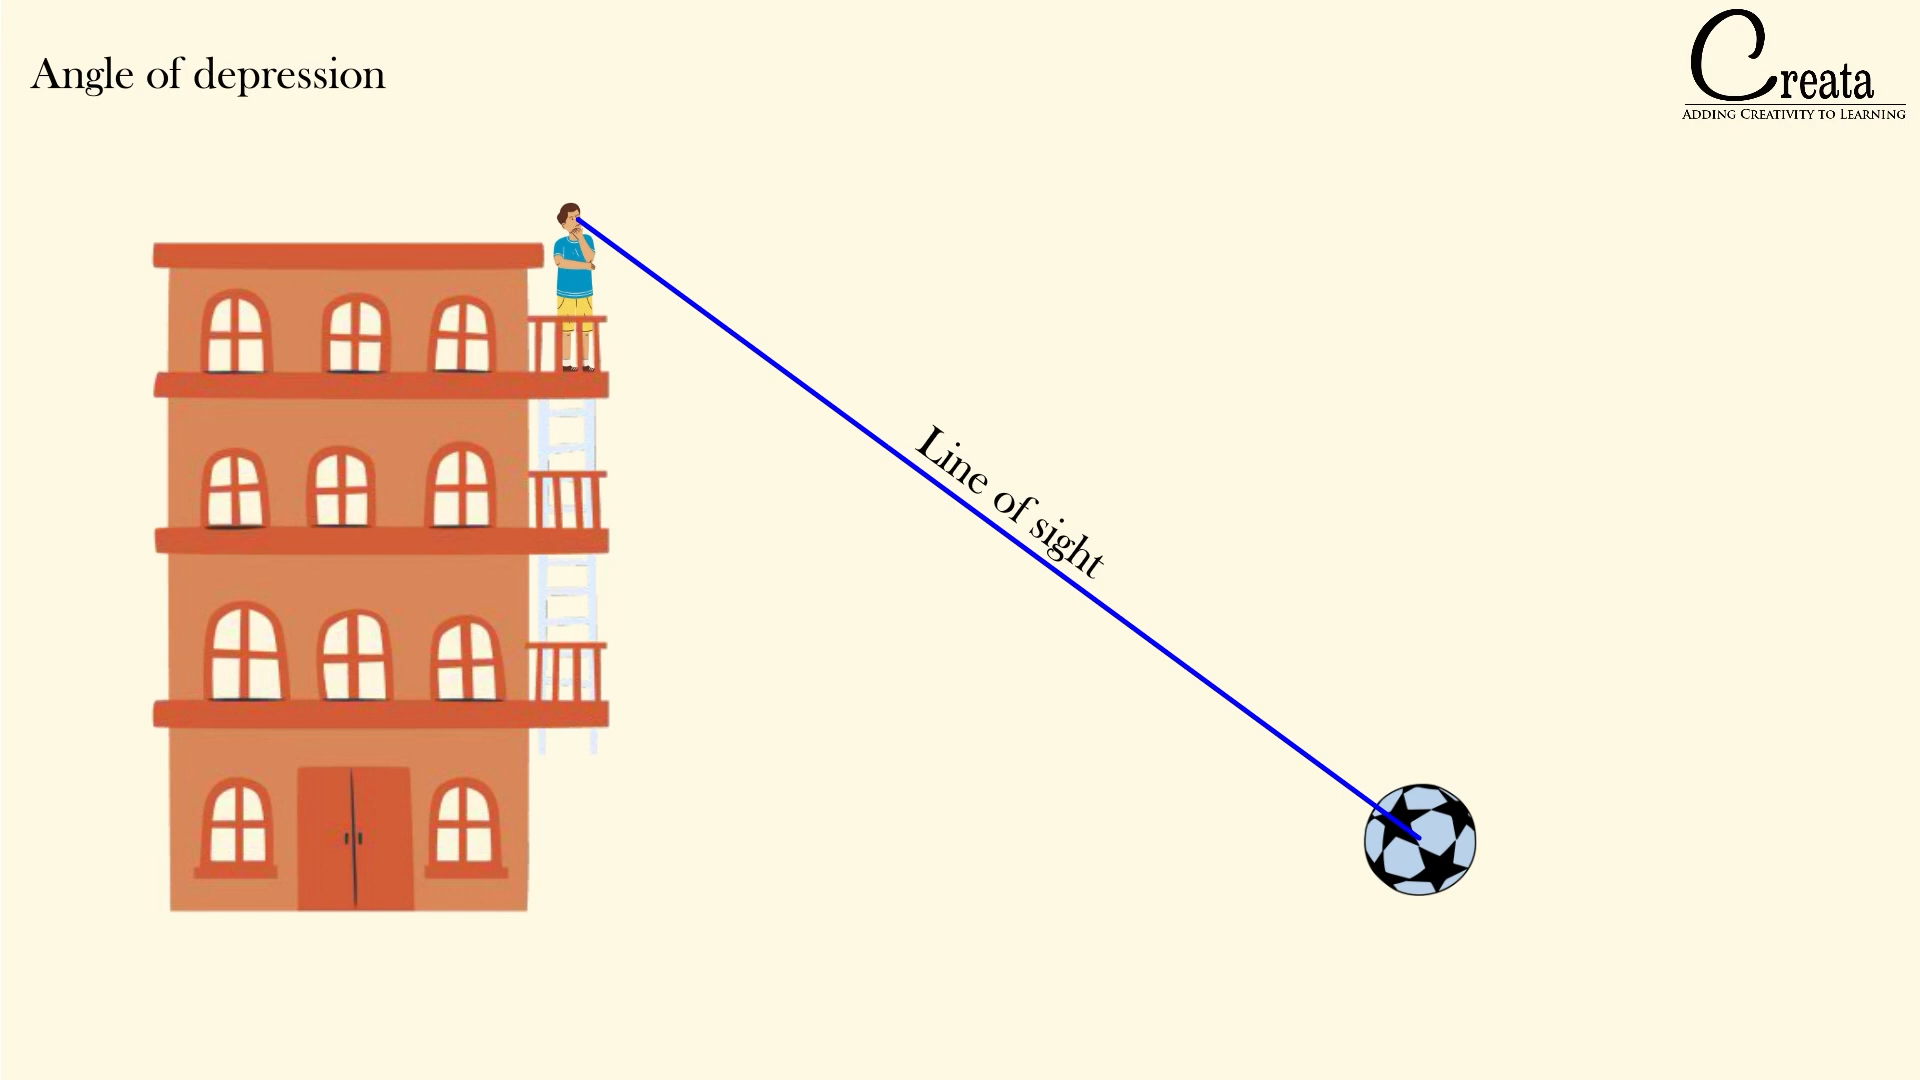 Angle of depression
Creata
Adding Creativity to Learning
Line of sight